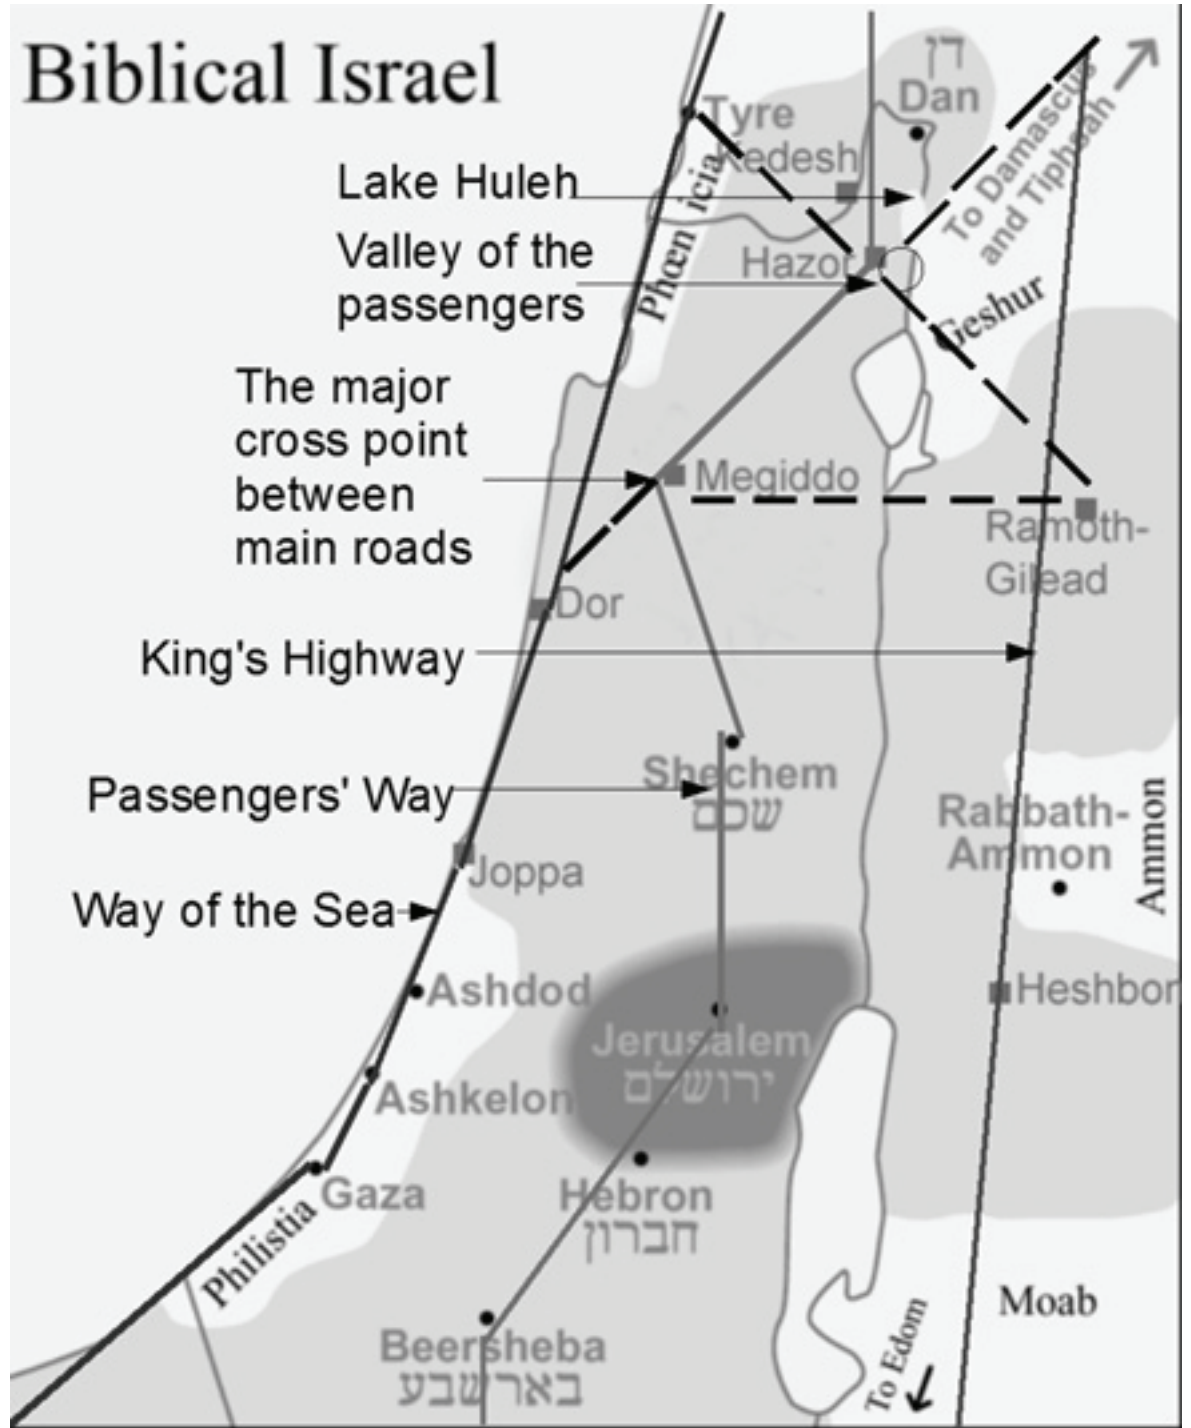 Biblical Israel
דן
Dan
Tyre
Kedesh
Lake Huleh
To Damascus
and Tiphsah
Phœn icia
Valley of the
passengers
Hazor
Geshur
The major
cross point
between
main roads
Megiddo
Ramoth-
Gilead
Dor
King's Highway
Shechem
שכם
Passengers' Way
Rabbath-
Ammon
Ammon
Joppa
Way of the Sea
Ashdod
Heshbon
Jerusalem
ירושלם
Ashkelon
Gaza
Hebron
חברון
Philistia
Moab
To Edom
Beersheba
בארשבע